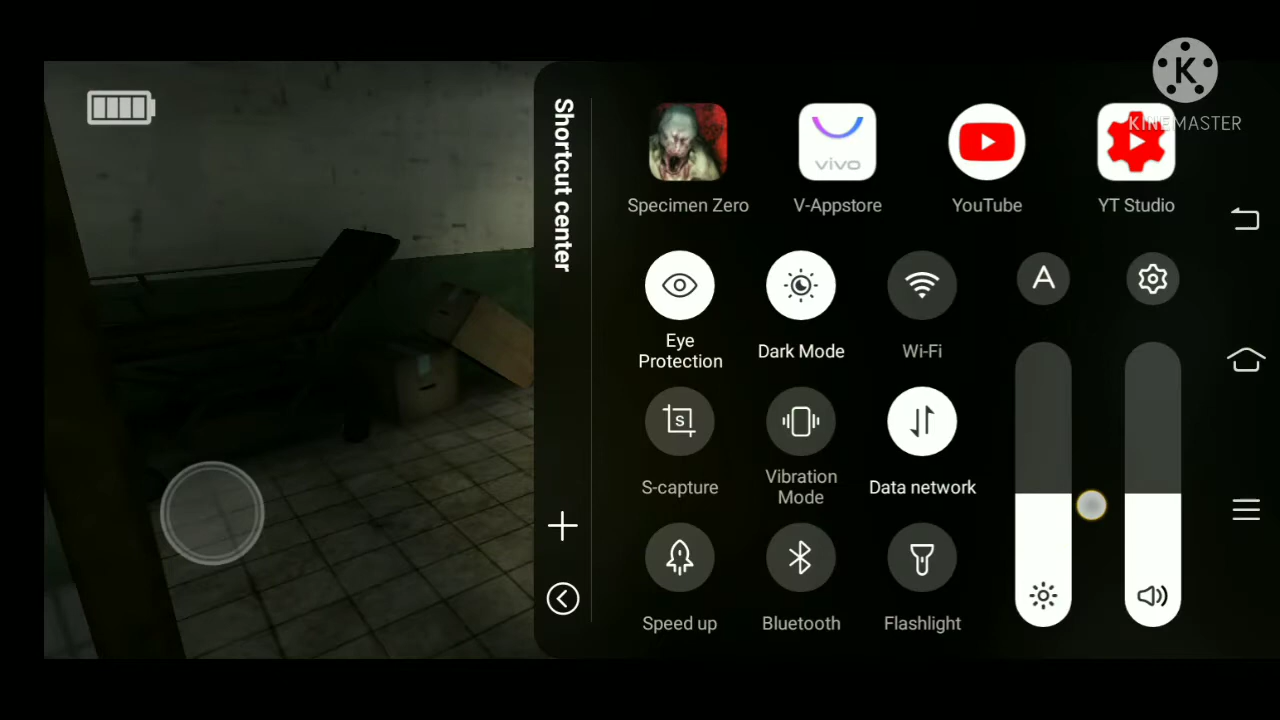 K
KINEMASTER
Shortcut center
vivo
Specimen Zero
V-Appstore
YouTube
YT Studio
A
Eye
Protection
Dark Mode
Wi-Fi
S
S-capture
Vibration
Mode
Data network
Speed up
Bluetooth
Flashlight